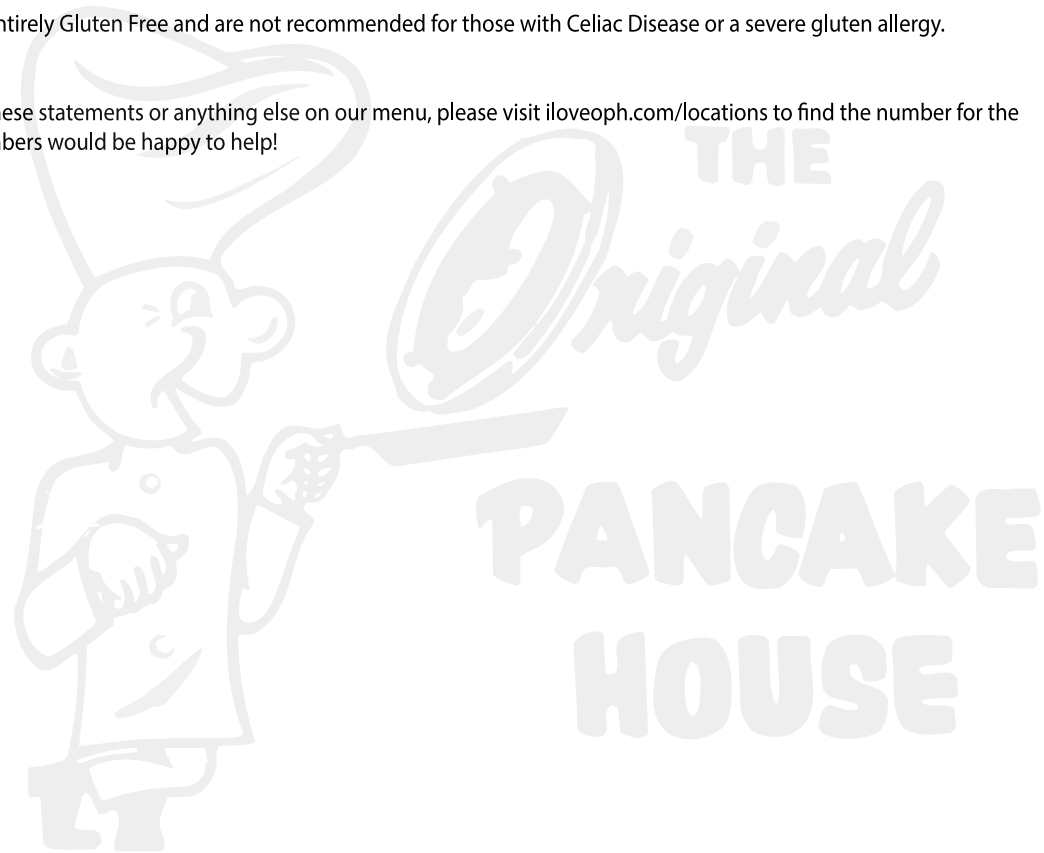 ntirely Gluten Free and are not recommended for those with Celiac Disease or a severe gluten allergy.
ese statements or anything else on our menu, please visit iloveoph.com/locations to find the number for the
bers would be happy to help!
THE
Original
PANCAKE
HOUSE